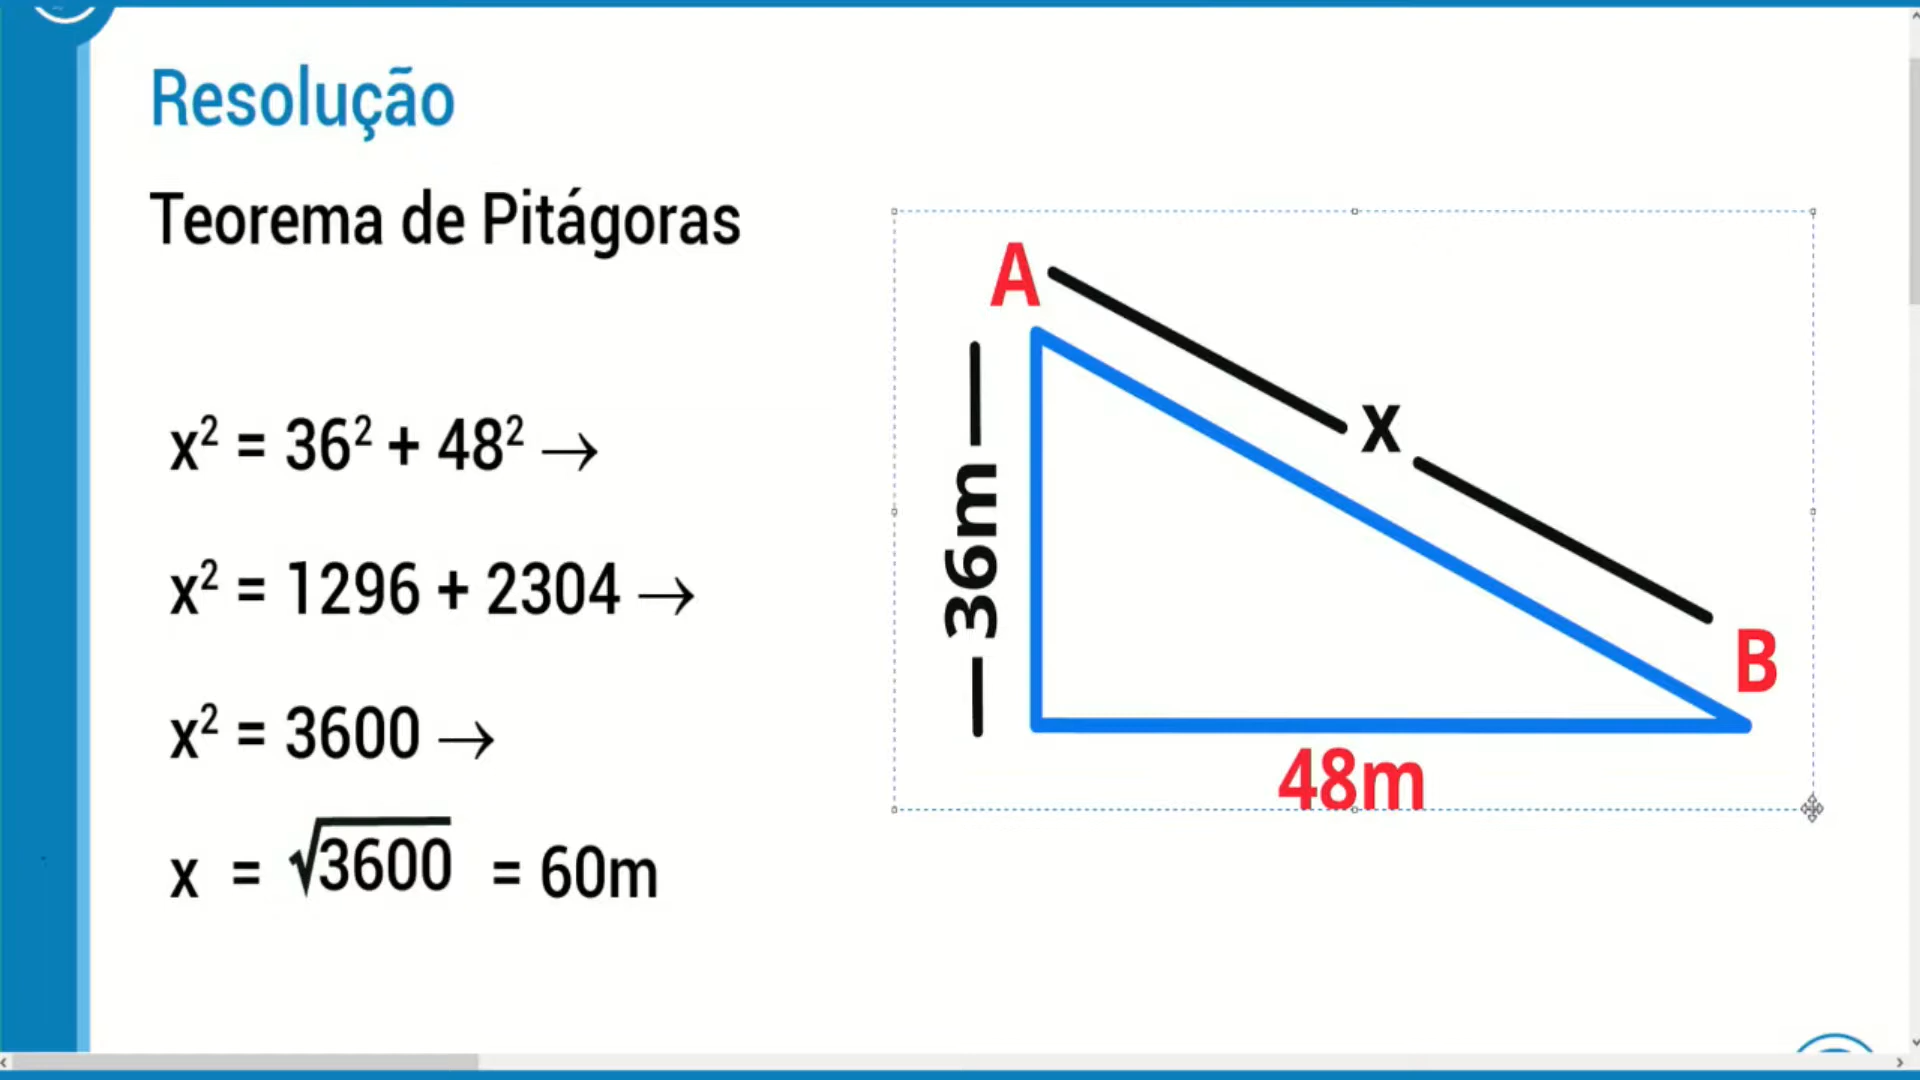 Resolução
Teorema de Pitágoras
x² = 36² + 48² →
x² = 1296 + 2304 →
x² = 3600 →
x = √3600 = 60m
A
x
36m
B
48m